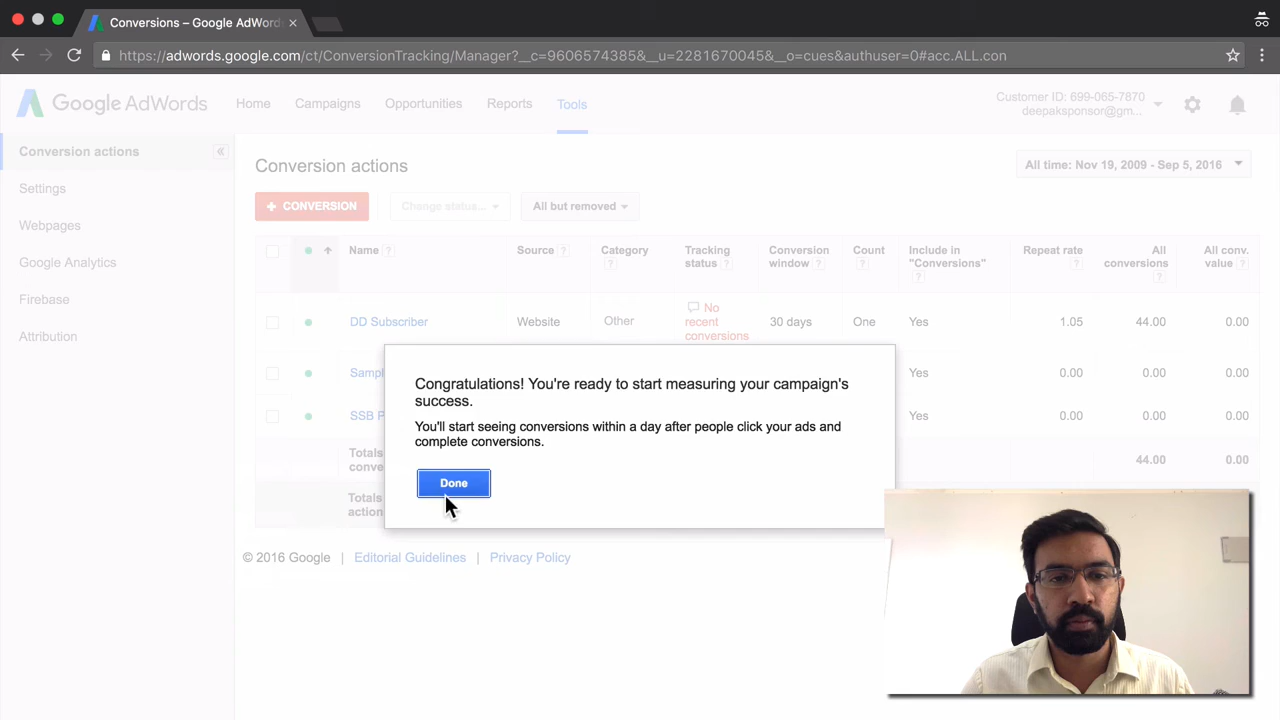 Conversions – Google AdWord
https://adwords.google.com/ct/ConversionTracking/Manager?__c=9606574385&__u=2281670045&__o=cues&authuser=0#acc.ALL.con
Google AdWords
Home
Campaigns
Opportunities
Reports
Tools
Customer ID: 699-065-7870
deepaksponsor@gm...
Conversion actions
Settings
Webpages
Google Analytics
Firebase
Attribution
Conversion actions
All time: Nov 19, 2009 - Sep 5, 2016
+ CONVERSION
Change status...
All but removed
Name ?
Source ?
Category ?
Tracking status ?
Conversion window ?
Count ?
Include in "Conversions" ?
Repeat rate ?
All conversions ?
All conv. value ?
DD Subscriber
Website
Other
No recent conversions
30 days
One
Yes
1.05
44.00
0.00
Sampl
Yes
0.00
0.00
0.00
SSB P
Yes
0.00
0.00
0.00
Totals
conve
44.00
0.00
Totals
action
Congratulations! You're ready to start measuring your campaign's
success.
You'll start seeing conversions within a day after people click your ads and
complete conversions.
Done
© 2016 Google | Editorial Guidelines | Privacy Policy